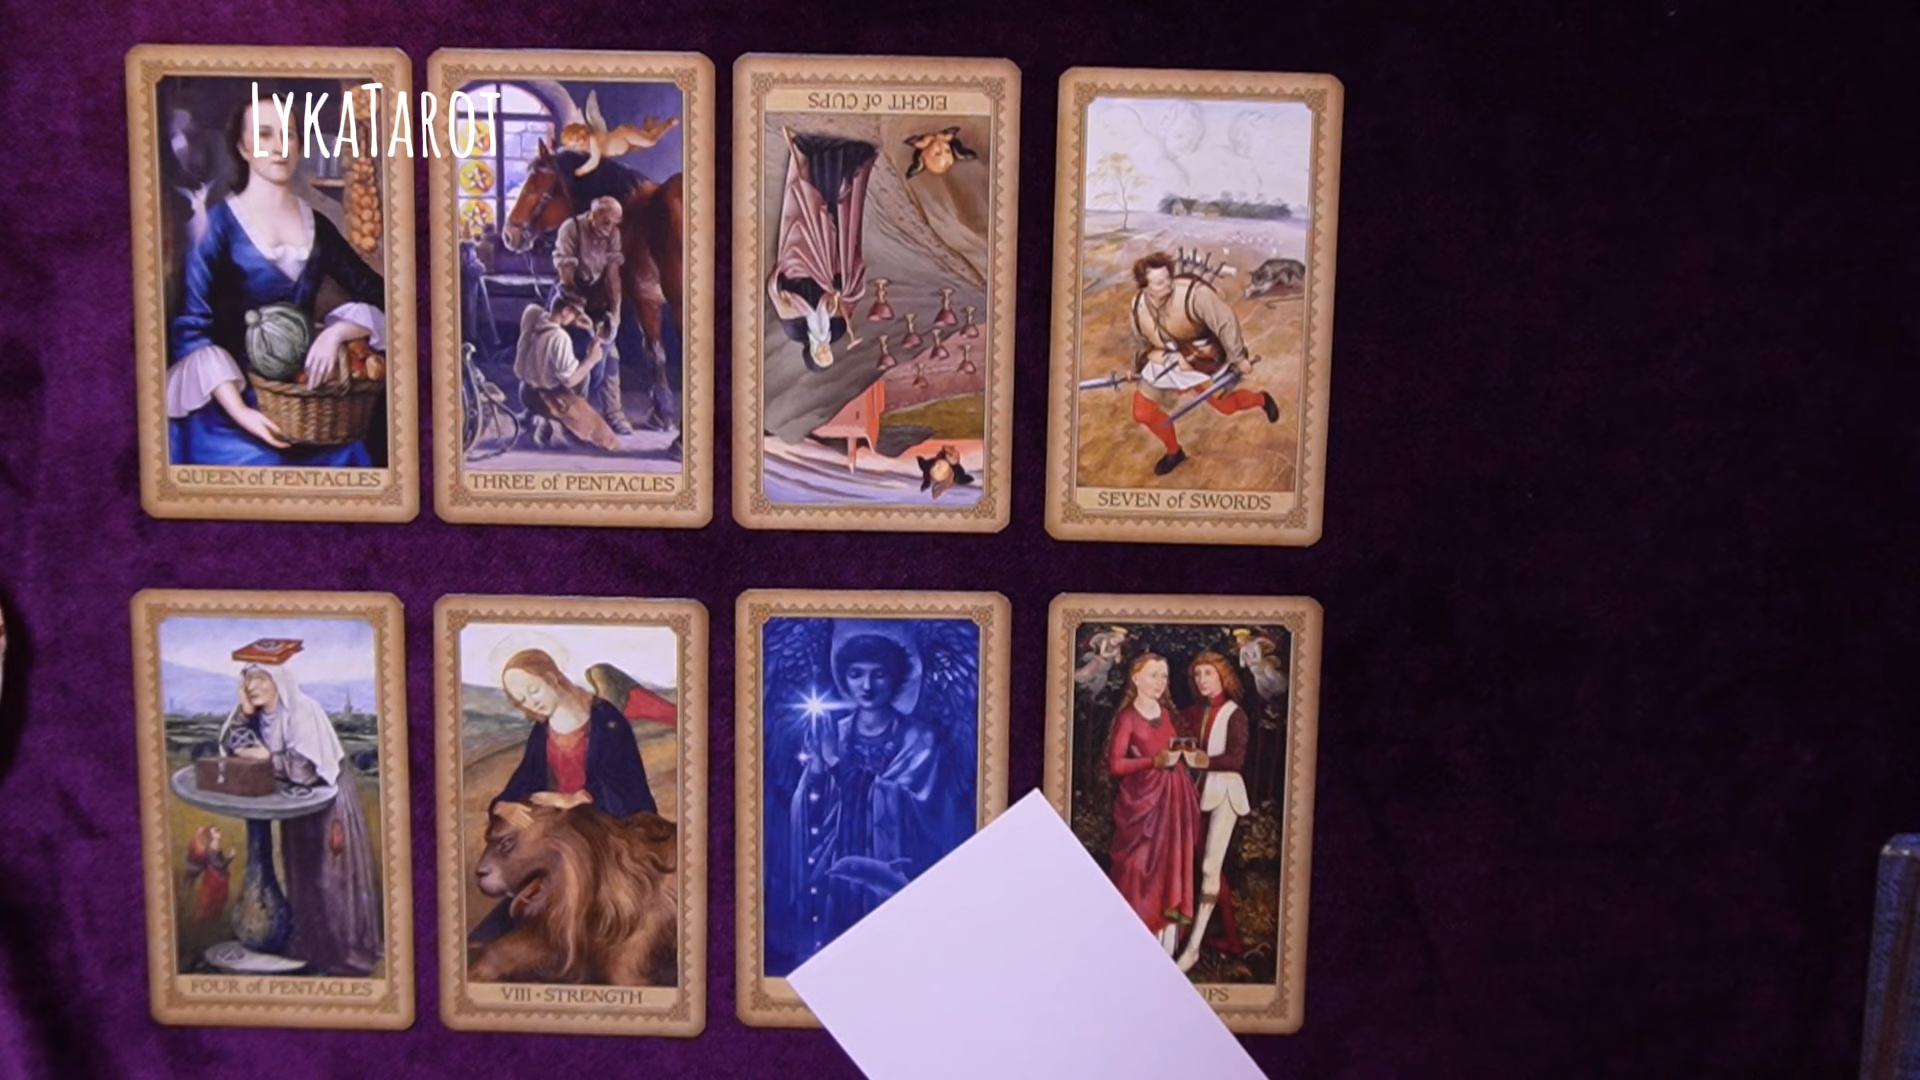 LykaTarot
QUEEN of PENTACLES
THREE of PENTACLES
EIGHT of CUPS
SEVEN of SWORDS
FOUR of PENTACLES
VIII • STRENGTH